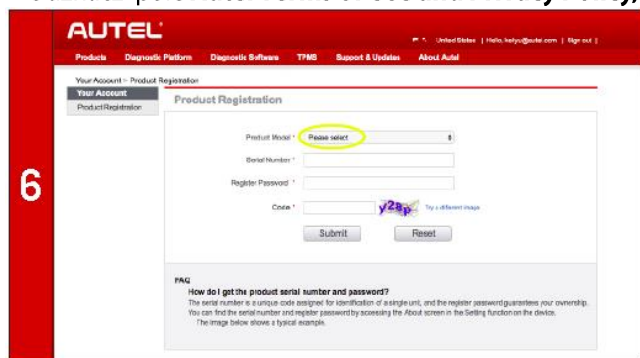 AUTEL
United States | Hello, | Sign out |
Products Diagnostic Platform Diagnostic Software TPMS Support & Updates About Autel
Your Account > Product Registration
Your Account
Product Registration
Product Registration
Product Model * Please select
Serial Number *
Register Password *
Code * y2ap Try a different image
Submit Reset
6
FAQ
How do I get the product serial number and password?
The serial number is a unique code assigned for identification of a single unit, and the register password guarantees your ownership.
You can find the serial number and register password by accessing the About screen in the Setting function on the device.
The image below shows a typical example.